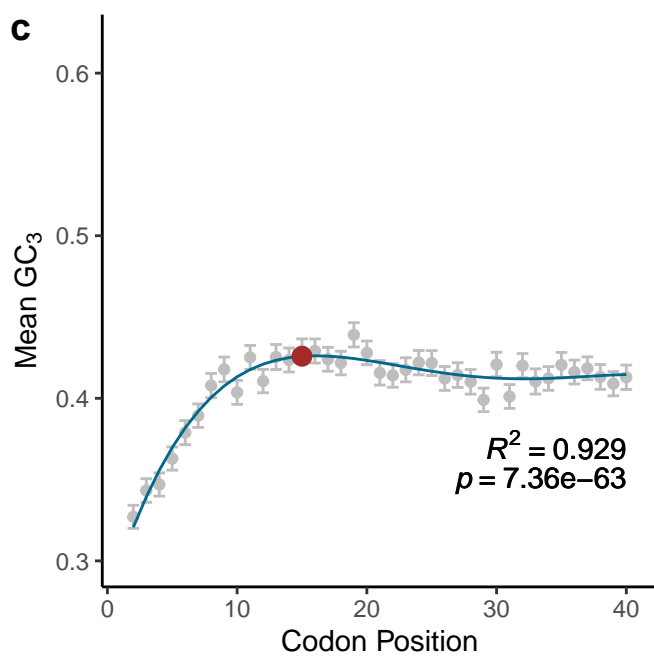 c
0.6
0.5
0.4
0.3
Mean GC₃
R² = 0.929
p = 7.36e−63
0 10 20 30 40
Codon Position